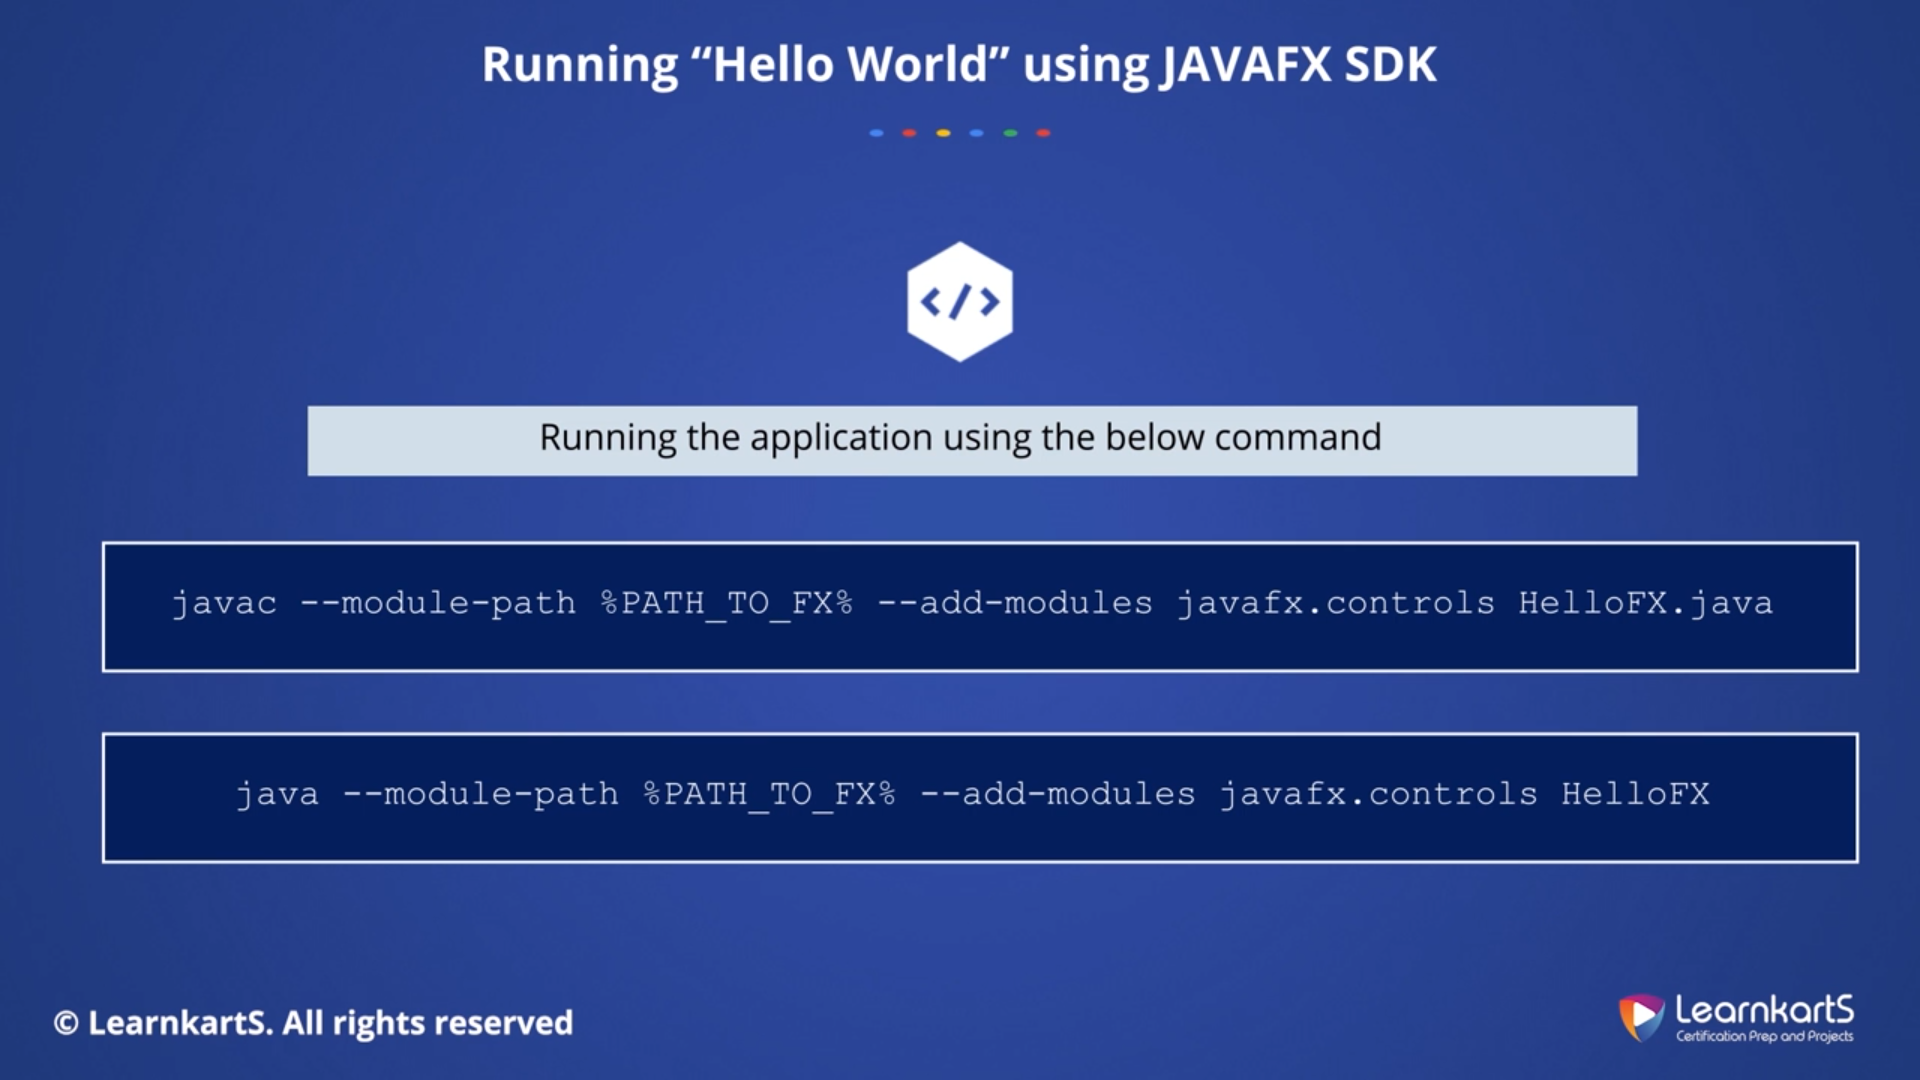 Running “Hello World” using JAVAFX SDK
</>
Running the application using the below command
javac --module-path %PATH_TO_FX% --add-modules javafx.controls HelloFX.java
java --module-path %PATH_TO_FX% --add-modules javafx.controls HelloFX
© LearnkartS. All rights reserved
LearnkartS
Certification Prep and Projects